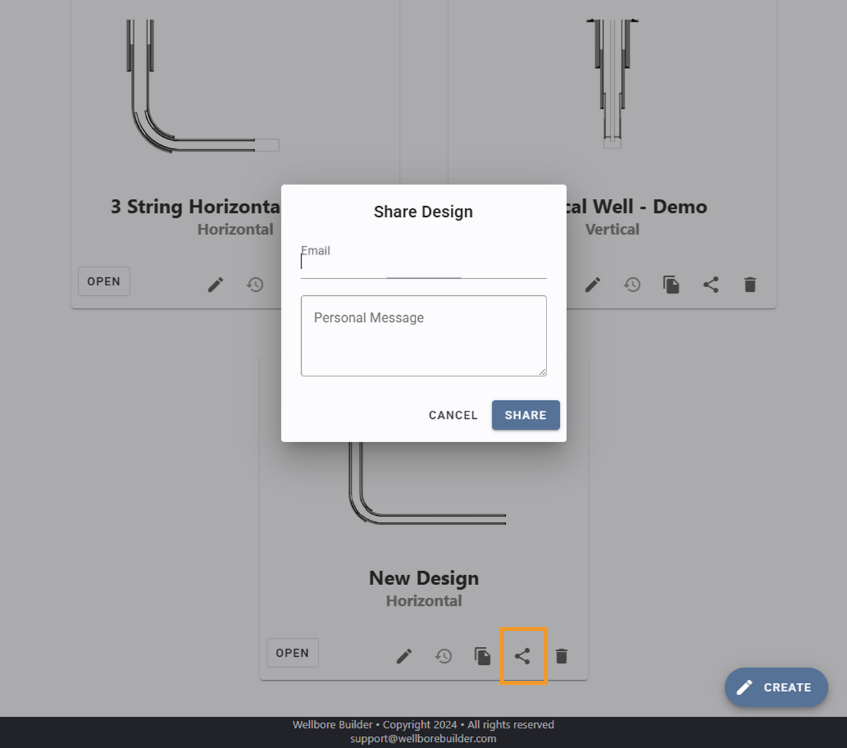 3 String Horizonta
Horizontal
OPEN
cal Well - Demo
Vertical
Share Design
Email
Personal Message
CANCEL
SHARE
New Design
Horizontal
OPEN
CREATE
Wellbore Builder • Copyright 2024 • All rights reserved
support@wellborebuilder.com